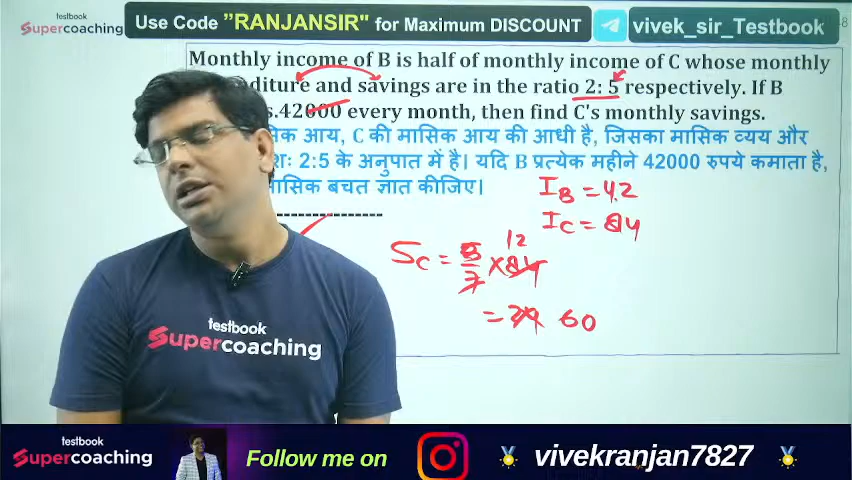 testbook
Supercoaching
Use Code "RANJANSIR" for Maximum DISCOUNT
vivek_sir_Testbook
Monthly income of B is half of monthly income of C whose monthly
diture and savings are in the ratio 2: 5 respectively. If B
s.42000 every month, then find C's monthly savings.
सिक आय, C की मासिक आय की आधी है, जिसका मासिक व्यय और
शः 2:5 के अनुपात में है। यदि B प्रत्येक महीने 42000 रुपये कमाता है,
मासिक बचत ज्ञात कीजिए।
I_B = 42
I_C = 84
12
S_C = 5/7 × 84
= 60
testbook
Supercoaching
testbook
Supercoaching
Follow me on
vivekranjan7827